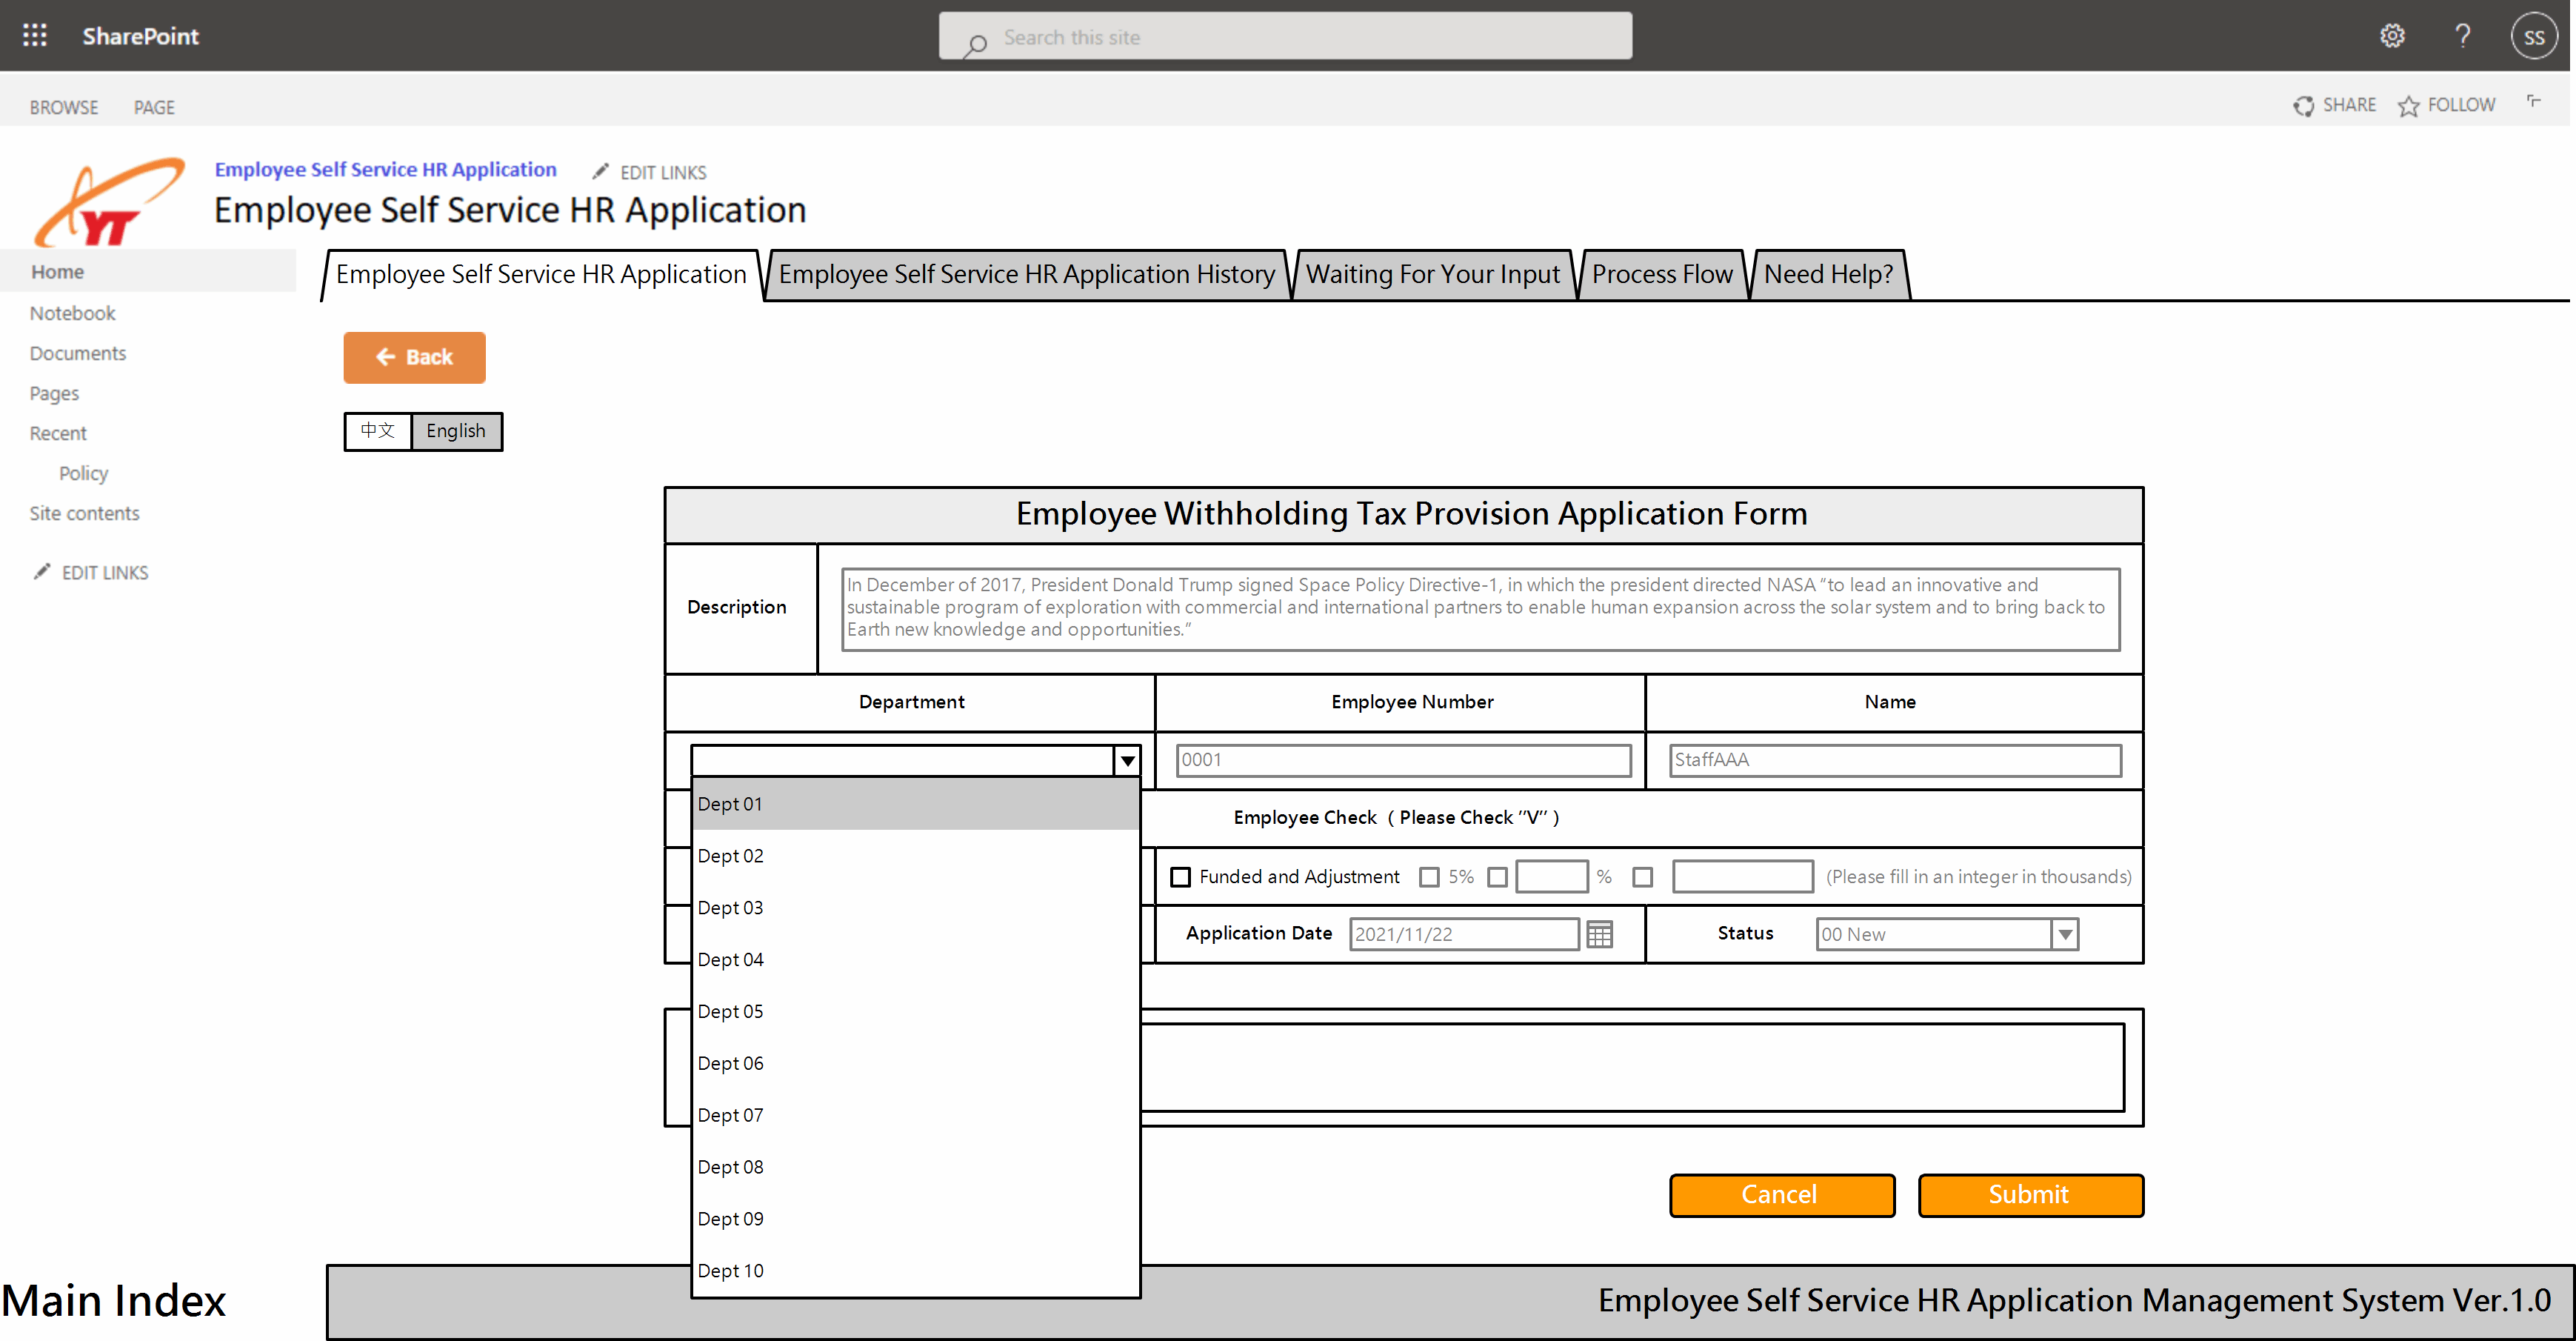 SharePoint
Search this site
?
SS
BROWSE
PAGE
SHARE
FOLLOW
YT
Employee Self Service HR Application
EDIT LINKS
Employee Self Service HR Application
Home
Notebook
Documents
Pages
Recent
Policy
Site contents
EDIT LINKS
Employee Self Service HR Application
Employee Self Service HR Application History
Waiting For Your Input
Process Flow
Need Help?
Back
中文
English
Employee Withholding Tax Provision Application Form
Description
In December of 2017, President Donald Trump signed Space Policy Directive-1, in which the president directed NASA “to lead an innovative and
sustainable program of exploration with commercial and international partners to enable human expansion across the solar system and to bring back to
Earth new knowledge and opportunities.”
Department
Employee Number
Name
0001
StaffAAA
Dept 01
Dept 02
Dept 03
Dept 04
Dept 05
Dept 06
Dept 07
Dept 08
Dept 09
Dept 10
Employee Check ( Please Check ”V” )
Funded and Adjustment
5%
%
(Please fill in an integer in thousands)
Application Date
2021/11/22
Status
00 New
Cancel
Submit
Main Index
Employee Self Service HR Application Management System Ver.1.0